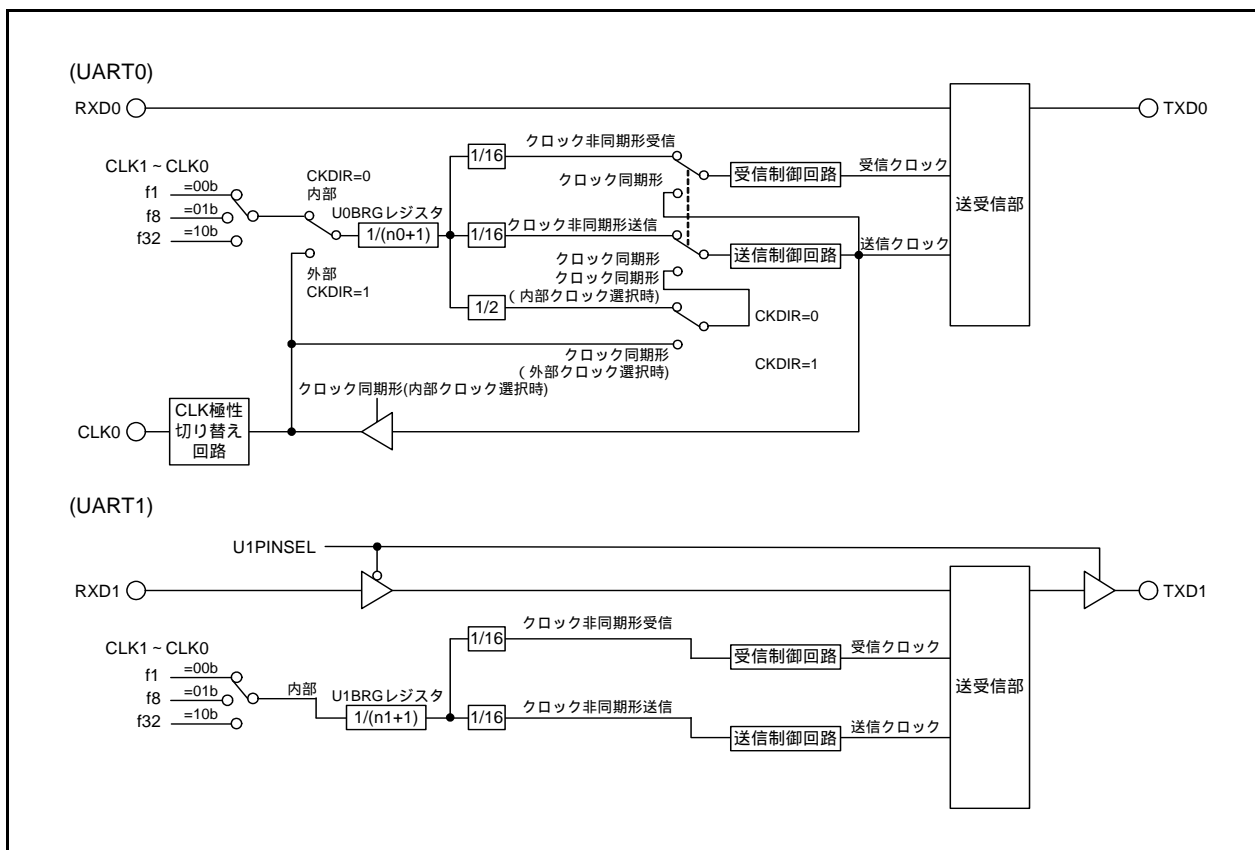 (UART0)
RXD0
TXD0
CLK1 ~ CLK0
f1 =00b
f8 =01b
f32 =10b
CKDIR=0
内部
外部
CKDIR=1
U0BRGレジスタ
1/(n0+1)
1/16
クロック非同期形受信
クロック同期形
受信制御回路
受信クロック
送受信部
1/16
クロック非同期形送信
送信制御回路
送信クロック
クロック同期形
クロック同期形
(内部クロック選択時)
1/2
CKDIR=0
クロック同期形
(外部クロック選択時)
CKDIR=1
クロック同期形(内部クロック選択時)
CLK0
CLK極性
切り替え
回路
(UART1)
U1PINSEL
RXD1
TXD1
CLK1 ~ CLK0
f1 =00b
f8 =01b
f32 =10b
内部
U1BRGレジスタ
1/(n1+1)
1/16
クロック非同期形受信
受信制御回路
受信クロック
送受信部
1/16
クロック非同期形送信
送信制御回路
送信クロック